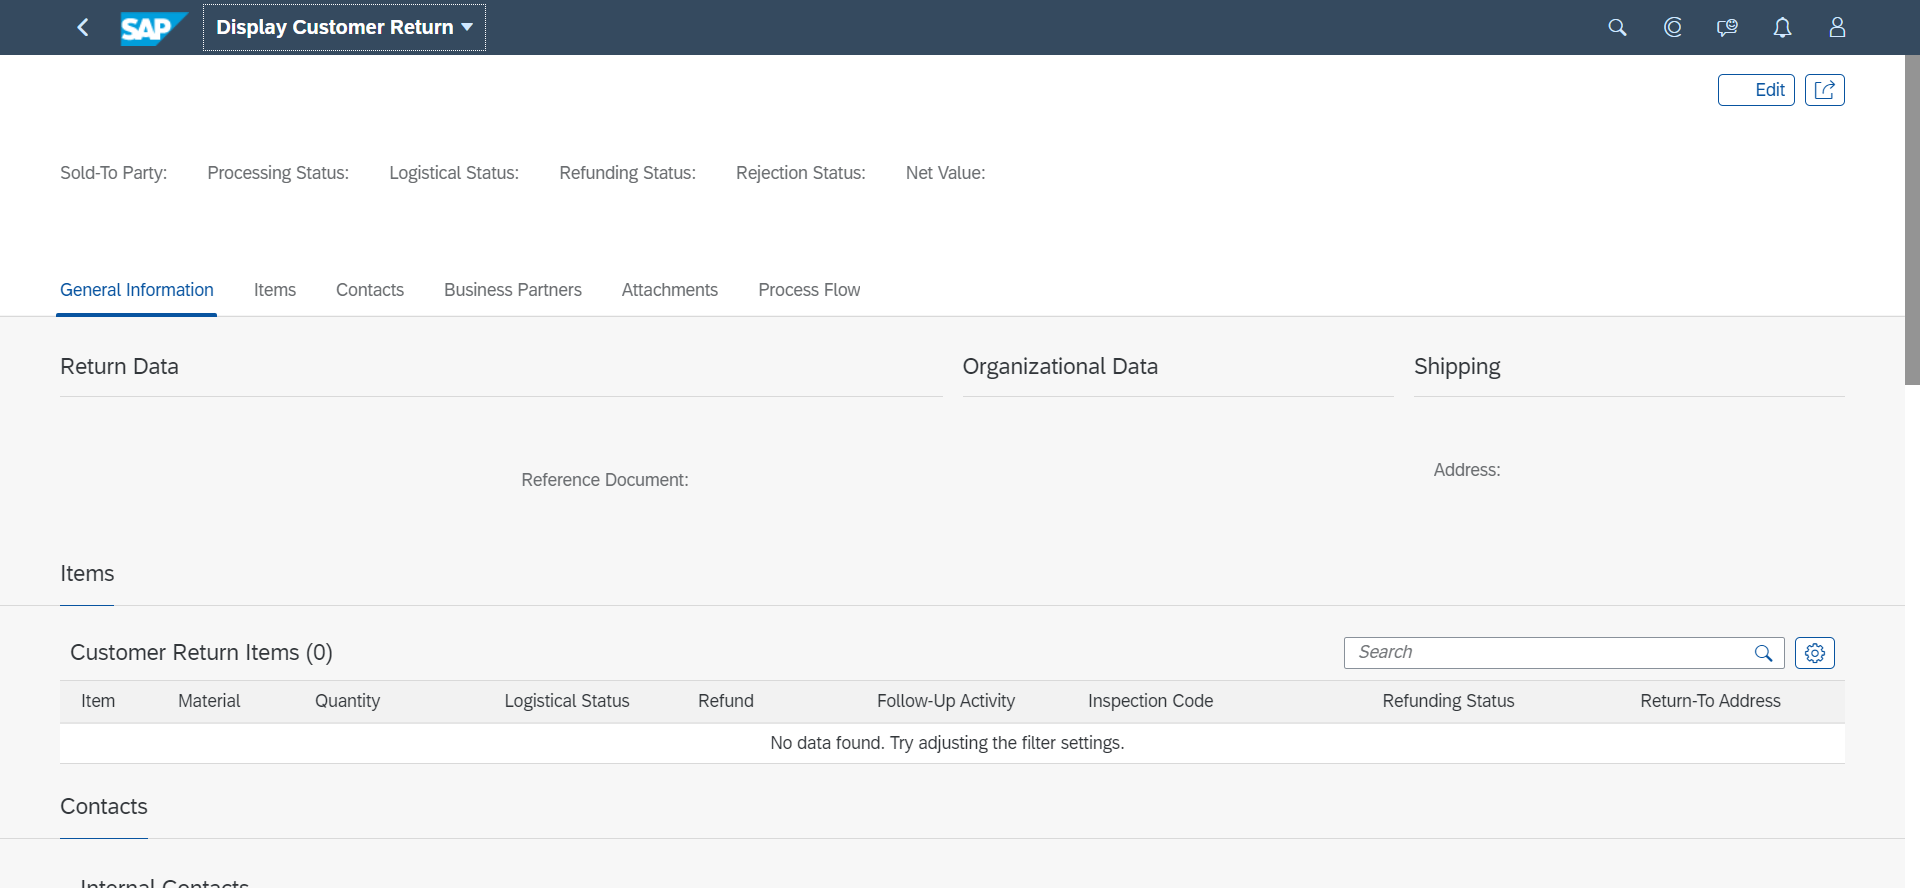 SAP Display Customer Return
Edit
Sold-To Party: Processing Status: Logistical Status: Refunding Status: Rejection Status: Net Value:
General Information Items Contacts Business Partners Attachments Process Flow
Return Data Organizational Data Shipping
Address:
Reference Document:
Items
Customer Return Items (0) Search
Item Material Quantity Logistical Status Refund Follow-Up Activity Inspection Code Refunding Status Return-To Address
No data found. Try adjusting the filter settings.
Contacts
Internal Contacts